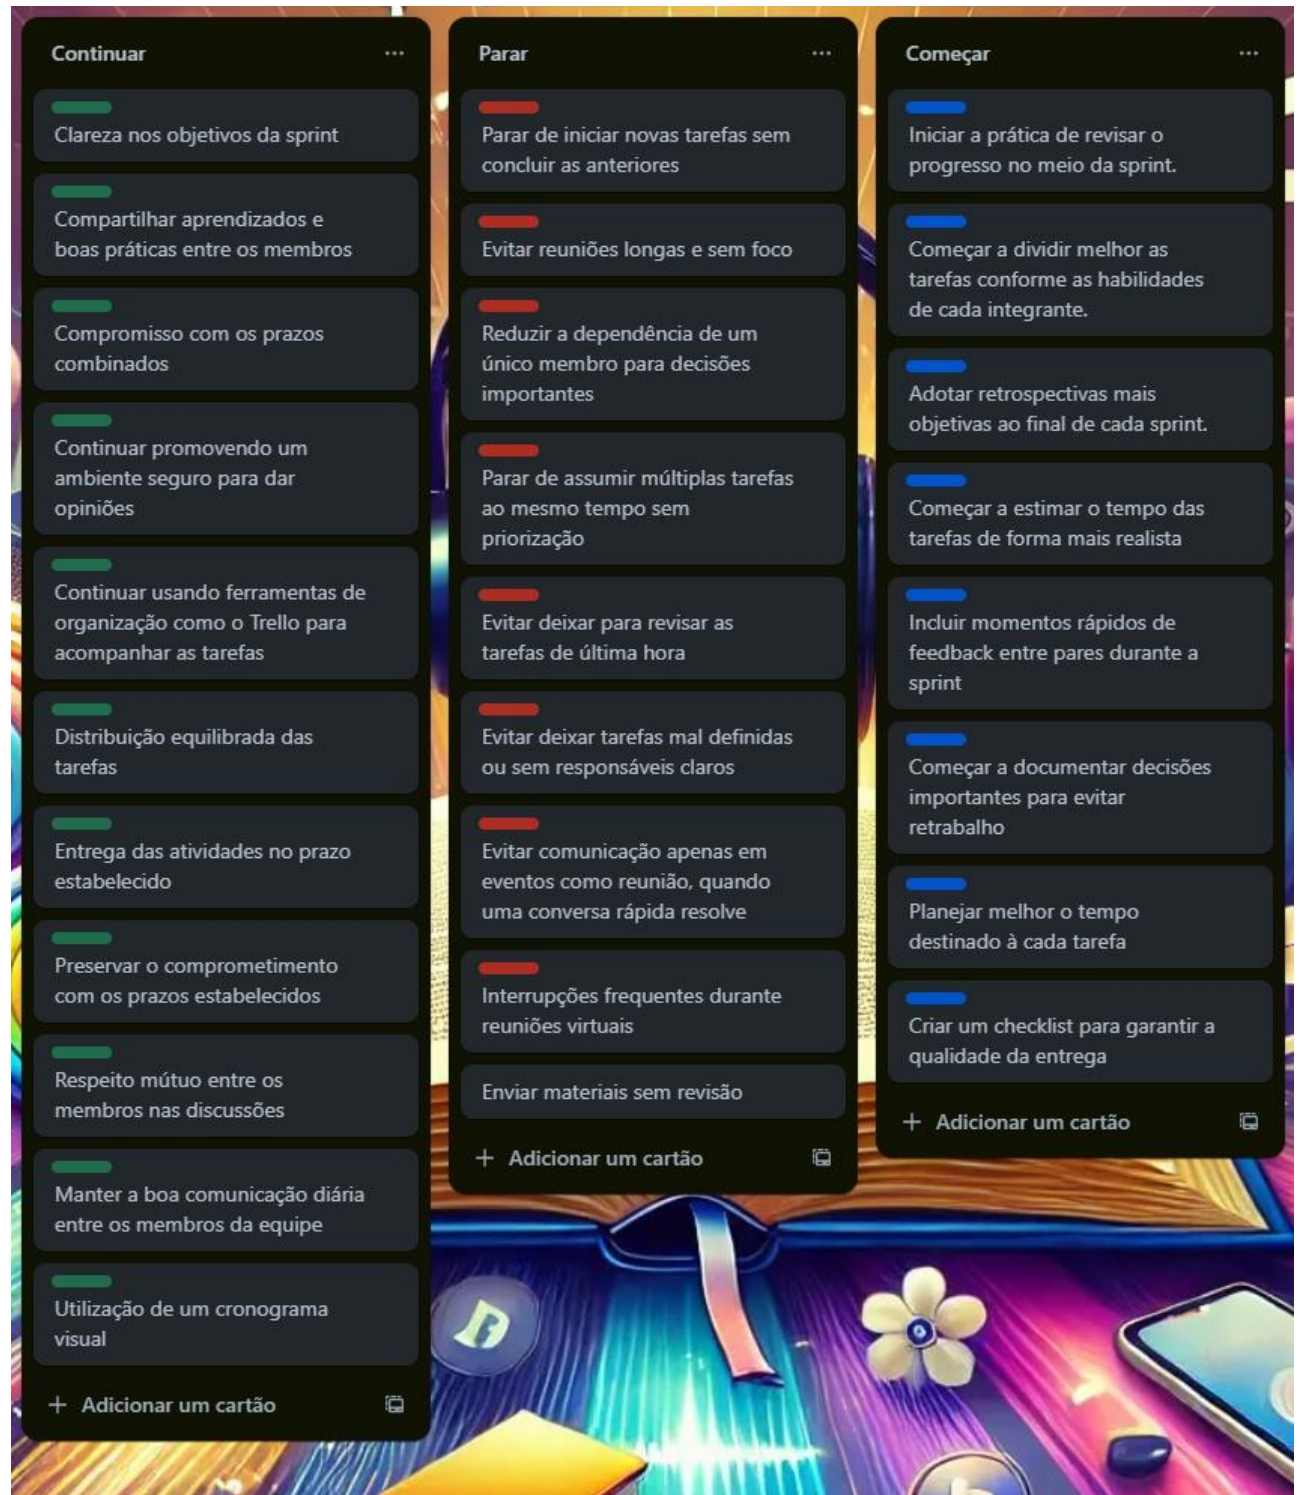 Continuar
Clareza nos objetivos da sprint
Compartilhar aprendizados e
boas práticas entre os membros
Compromisso com os prazos
combinados
Continuar promovendo um
ambiente seguro para dar
opiniões
Continuar usando ferramentas de
organização como o Trello para
acompanhar as tarefas
Distribuição equilibrada das
tarefas
Entrega das atividades no prazo
estabelecido
Preservar o comprometimento
com os prazos estabelecidos
Respeito mútuo entre os
membros nas discussões
Manter a boa comunicação diária
entre os membros da equipe
Utilização de um cronograma
visual
+ Adicionar um cartão
Parar
Parar de iniciar novas tarefas sem
concluir as anteriores
Evitar reuniões longas e sem foco
Reduzir a dependência de um
único membro para decisões
importantes
Parar de assumir múltiplas tarefas
ao mesmo tempo sem
priorização
Evitar deixar para revisar as
tarefas de última hora
Evitar deixar tarefas mal definidas
ou sem responsáveis claros
Evitar comunicação apenas em
eventos como reunião, quando
uma conversa rápida resolve
Interrupções frequentes durante
reuniões virtuais
Enviar materiais sem revisão
+ Adicionar um cartão
Começar
Iniciar a prática de revisar o
progresso no meio da sprint.
Começar a dividir melhor as
tarefas conforme as habilidades
de cada integrante.
Adotar retrospectivas mais
objetivas ao final de cada sprint.
Começar a estimar o tempo das
tarefas de forma mais realista
Incluir momentos rápidos de
feedback entre pares durante a
sprint
Começar a documentar decisões
importantes para evitar
retrabalho
Planejar melhor o tempo
destinado à cada tarefa
Criar um checklist para garantir a
qualidade da entrega
+ Adicionar um cartão